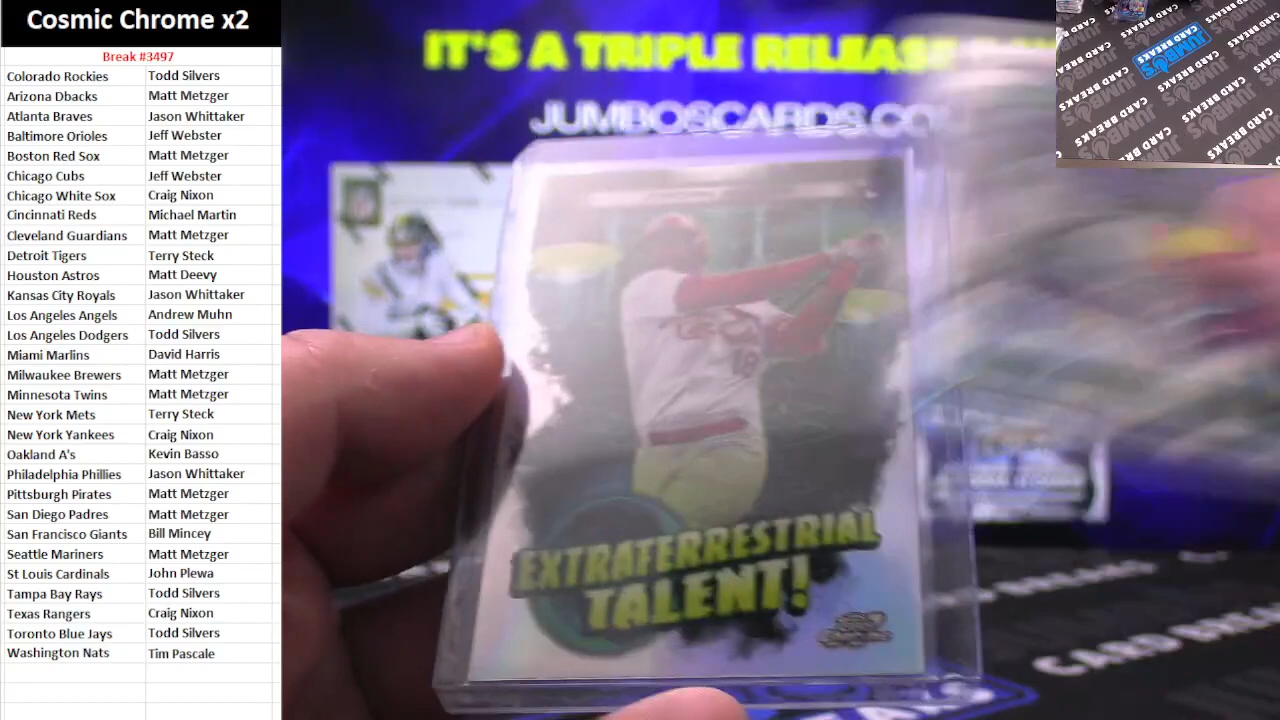 Cosmic Chrome x2
Break #3497
Colorado Rockies Todd Silvers
Arizona Dbacks Matt Metzger
Atlanta Braves Jason Whittaker
Baltimore Orioles Jeff Webster
Boston Red Sox Matt Metzger
Chicago Cubs Jeff Webster
Chicago White Sox Craig Nixon
Cincinnati Reds Michael Martin
Cleveland Guardians Matt Metzger
Detroit Tigers Terry Steck
Houston Astros Matt Deevy
Kansas City Royals Jason Whittaker
Los Angeles Angels Andrew Muhn
Los Angeles Dodgers Todd Silvers
Miami Marlins David Harris
Milwaukee Brewers Matt Metzger
Minnesota Twins Matt Metzger
New York Mets Terry Steck
New York Yankees Craig Nixon
Oakland A's Kevin Basso
Philadelphia Phillies Jason Whittaker
Pittsburgh Pirates Matt Metzger
San Diego Padres Matt Metzger
San Francisco Giants Bill Mincey
Seattle Mariners Matt Metzger
St Louis Cardinals John Plewa
Tampa Bay Rays Todd Silvers
Texas Rangers Craig Nixon
Toronto Blue Jays Todd Silvers
Washington Nats Tim Pascale
IT'S A TRIPLE RELEASE
JUMBOSCARDS.CO
18
EXTRATERRESTRIAL
TALENT!
CARD BREA
JUMBO'S
CARD BREAKS